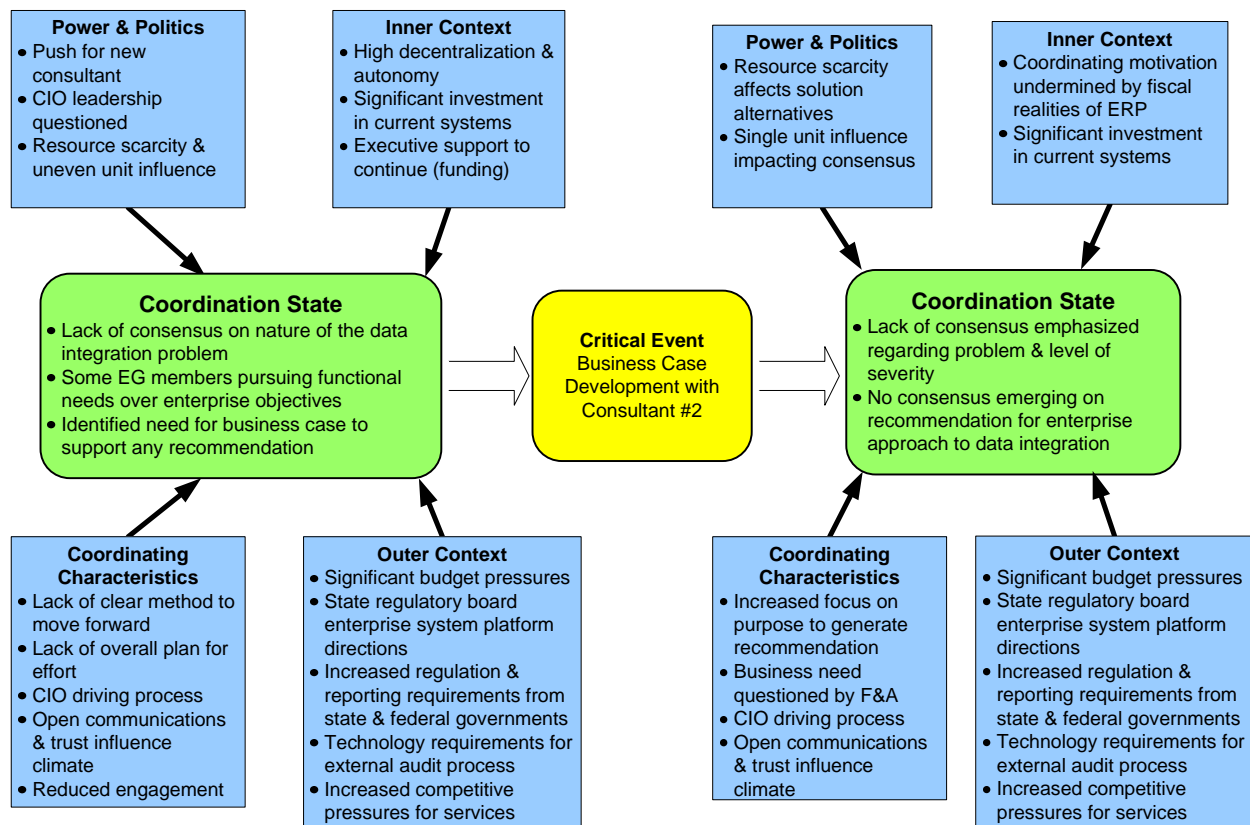 Power & Politics
• Push for new
consultant
• CIO leadership
questioned
• Resource scarcity &
uneven unit influence
Inner Context
• High decentralization &
autonomy
• Significant investment
in current systems
• Executive support to
continue (funding)
Power & Politics
• Resource scarcity
affects solution
alternatives
• Single unit influence
impacting consensus
Inner Context
• Coordinating motivation
undermined by fiscal
realities of ERP
• Significant investment
in current systems
Coordination State
• Lack of consensus on nature of the data
integration problem
• Some EG members pursuing functional
needs over enterprise objectives
• Identified need for business case to
support any recommendation
Critical Event
Business Case
Development with
Consultant #2
Coordination State
• Lack of consensus emphasized
regarding problem & level of
severity
• No consensus emerging on
recommendation for enterprise
approach to data integration
Coordinating
Characteristics
• Lack of clear method to
move forward
• Lack of overall plan for
effort
• CIO driving process
• Open communications
& trust influence
climate
• Reduced engagement
Outer Context
• Significant budget pressures
• State regulatory board
enterprise system platform
directions
• Increased regulation &
reporting requirements from
state & federal governments
• Technology requirements for
external audit process
• Increased competitive
pressures for services
Coordinating
Characteristics
• Increased focus on
purpose to generate
recommendation
• Business need
questioned by F&A
• CIO driving process
• Open communications
& trust influence
climate
Outer Context
• Significant budget pressures
• State regulatory board
enterprise system platform
directions
• Increased regulation &
reporting requirements from
state & federal governments
• Technology requirements for
external audit process
• Increased competitive
pressures for services